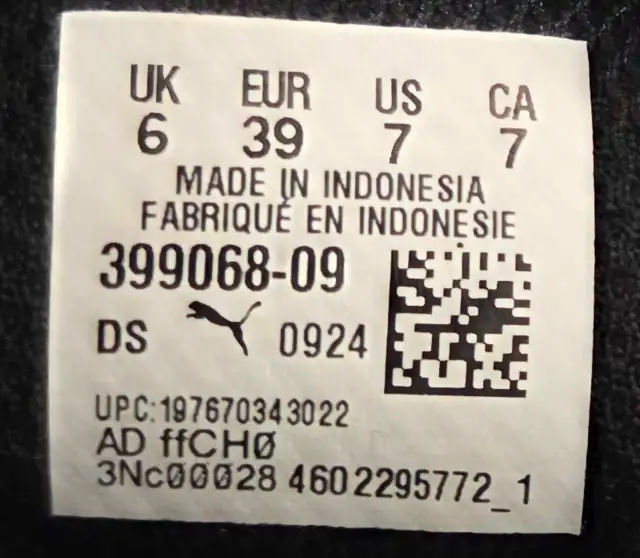 UK EUR US CA
6 39 7 7
MADE IN INDONESIA
FABRIQUÉ EN INDONESIE
399068-09
DS 0924
UPC:197670343022
AD ffCH0
3Nc00028 4602295772_1